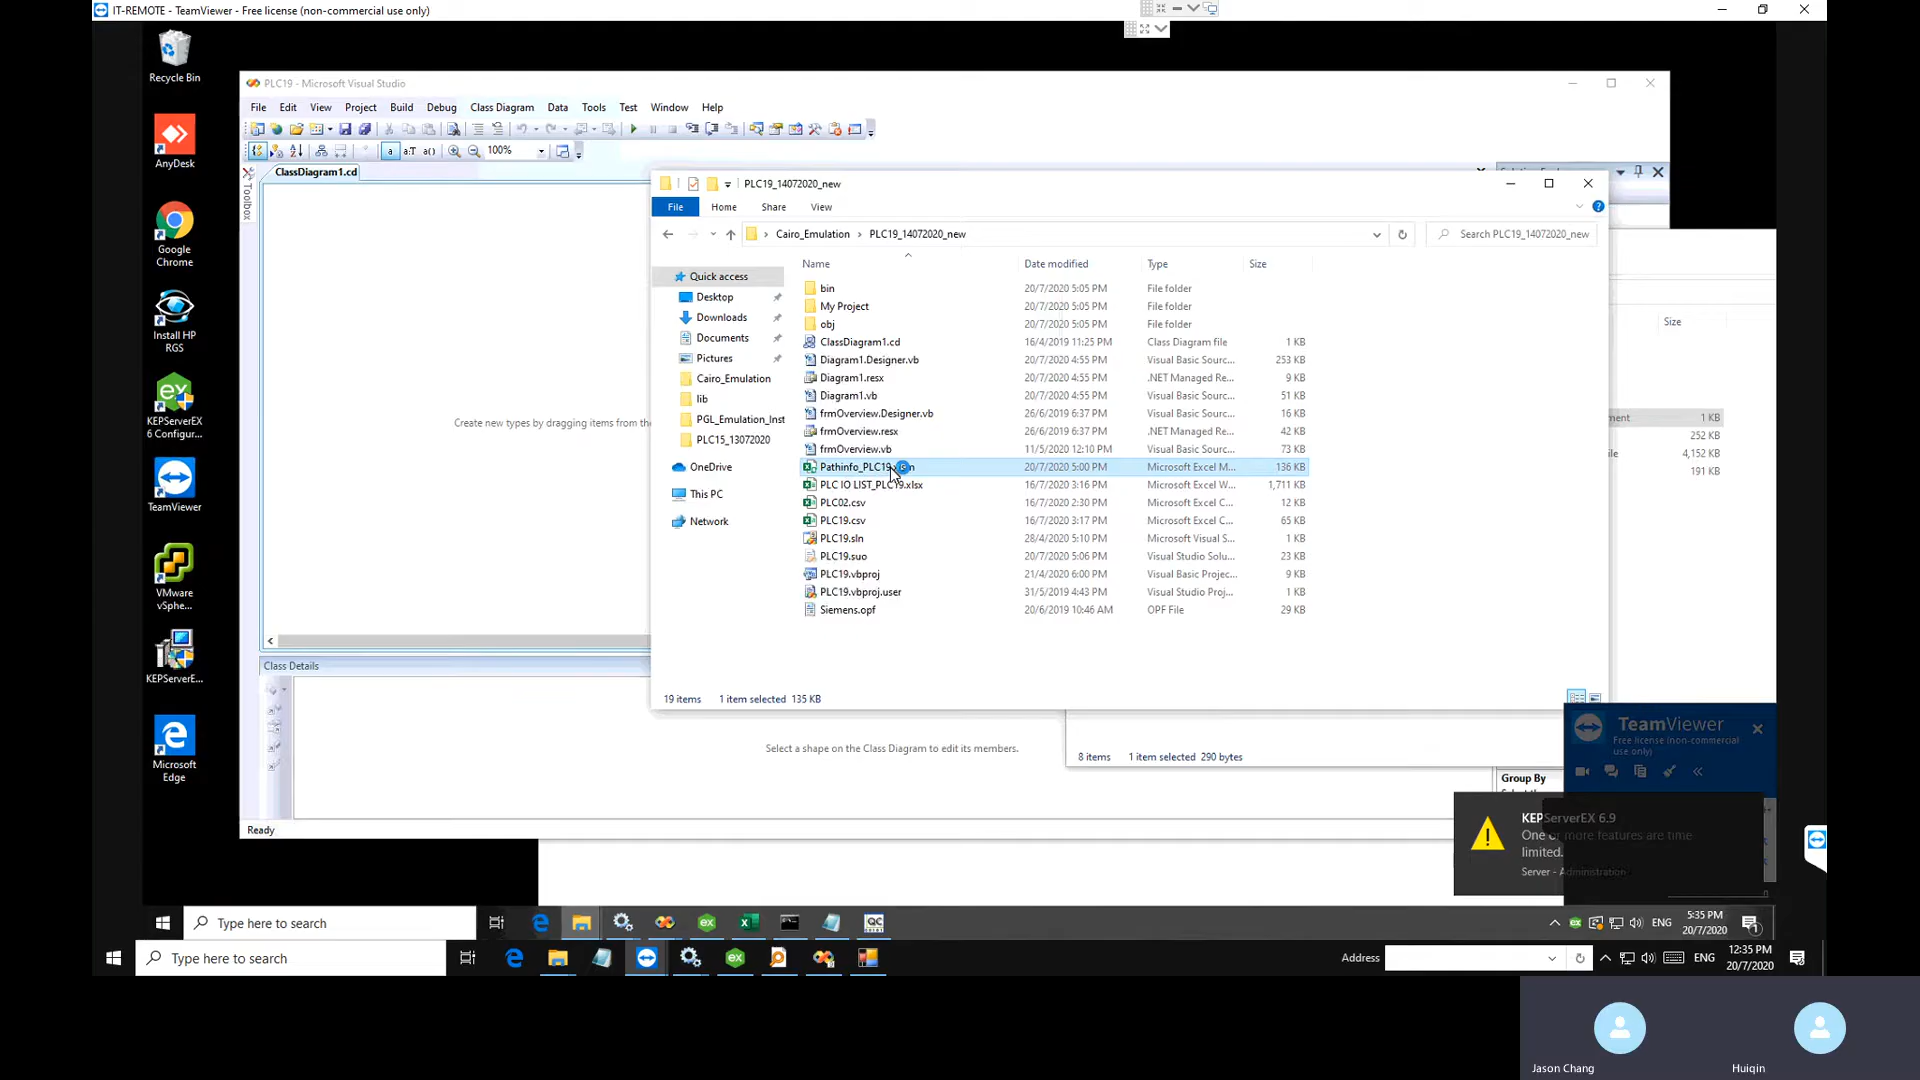 IT-REMOTE - TeamViewer - Free license (non-commercial use only)
Recycle Bin
AnyDesk
Google
Chrome
Install HP
RGS
KEPServerEX
6 Configur...
TeamViewer
VMware
vSphe...
KEPServerE...
Microsoft
Edge
PLC19 - Microsoft Visual Studio
File Edit View Project Build Debug Class Diagram Data Tools Test Window Help
100%
ClassDiagram1.cd
Toolbox
Create new types by dragging items from the
Class Details
Select a shape on the Class Diagram to edit its members.
Ready
PLC19_14072020_new
File Home Share View
Cairo_Emulation > PLC19_14072020_new
Search PLC19_14072020_new
Quick access
Desktop
Downloads
Documents
Pictures
Cairo_Emulation
lib
PGL_Emulation_Inst
PLC15_13072020
OneDrive
This PC
Network
Name Date modified Type Size
bin 20/7/2020 5:05 PM File folder
My Project 20/7/2020 5:05 PM File folder
obj 20/7/2020 5:05 PM File folder
ClassDiagram1.cd 16/4/2019 11:25 PM Class Diagram file 1 KB
Diagram1.Designer.vb 20/7/2020 4:55 PM Visual Basic Sourc... 253 KB
Diagram1.resx 20/7/2020 4:55 PM .NET Managed Re... 9 KB
Diagram1.vb 20/7/2020 4:55 PM Visual Basic Sourc... 51 KB
frmOverview.Designer.vb 26/6/2019 6:37 PM Visual Basic Sourc... 16 KB
frmOverview.resx 26/6/2019 6:37 PM .NET Managed Re... 42 KB
frmOverview.vb 11/5/2020 12:10 PM Visual Basic Sourc... 73 KB
Pathinfo_PLC19 20/7/2020 5:00 PM Microsoft Excel M... 136 KB
PLC IO LIST_PLC19.xlsx 16/7/2020 3:16 PM Microsoft Excel W... 1,711 KB
PLC02.csv 16/7/2020 2:30 PM Microsoft Excel C... 12 KB
PLC19.csv 16/7/2020 3:17 PM Microsoft Excel C... 65 KB
PLC19.sln 28/4/2020 5:10 PM Microsoft Visual S... 1 KB
PLC19.suo 20/7/2020 5:06 PM Visual Studio Solu... 23 KB
PLC19.vbproj 21/4/2020 6:00 PM Visual Basic Projec... 9 KB
PLC19.vbproj.user 31/5/2019 4:43 PM Visual Studio Proj... 1 KB
Siemens.opf 20/6/2019 10:46 AM OPF File 29 KB
19 items 1 item selected 135 KB
Size
ment 1 KB
252 KB
ile 4,152 KB
191 KB
8 items 1 item selected 290 bytes
Group By
TeamViewer
Free license (non-commercial
use only)
KEPServerEX 6.9
One or more features are time
limited.
Server - Administration
Type here to search
ENG
5:35 PM
20/7/2020
1
Type here to search
Address
ENG
12:35 PM
20/7/2020
Jason Chang
Huiqin